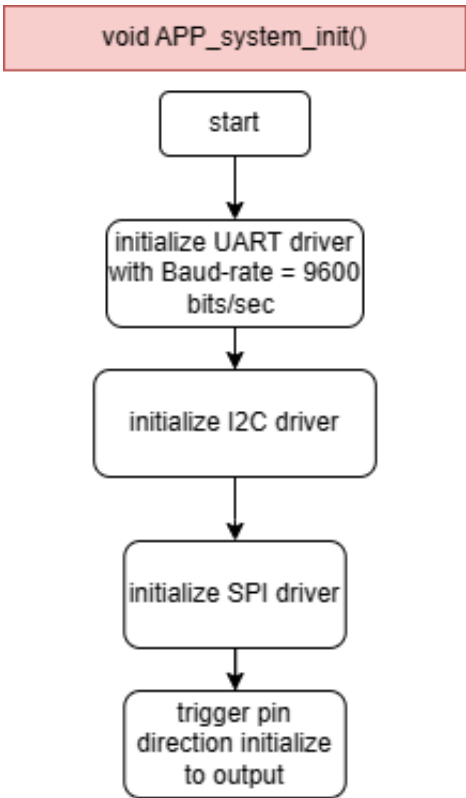 void APP_system_init()
start
initialize UART driver
with Baud-rate = 9600
bits/sec
initialize I2C driver
initialize SPI driver
trigger pin
direction initialize
to output